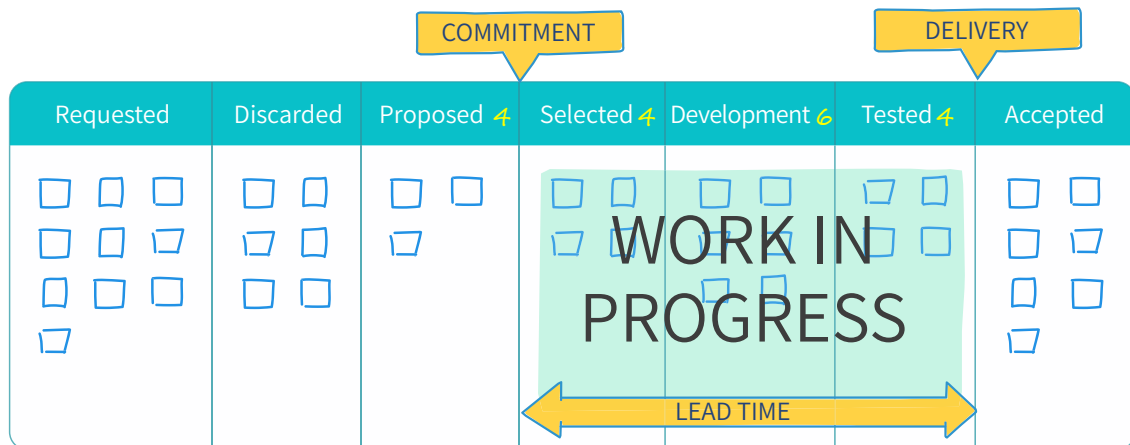 COMMITMENT
DELIVERY
Requested
Discarded
Proposed 4
Selected 4
Development 6
Tested 4
Accepted
WORK IN
PROGRESS
LEAD TIME